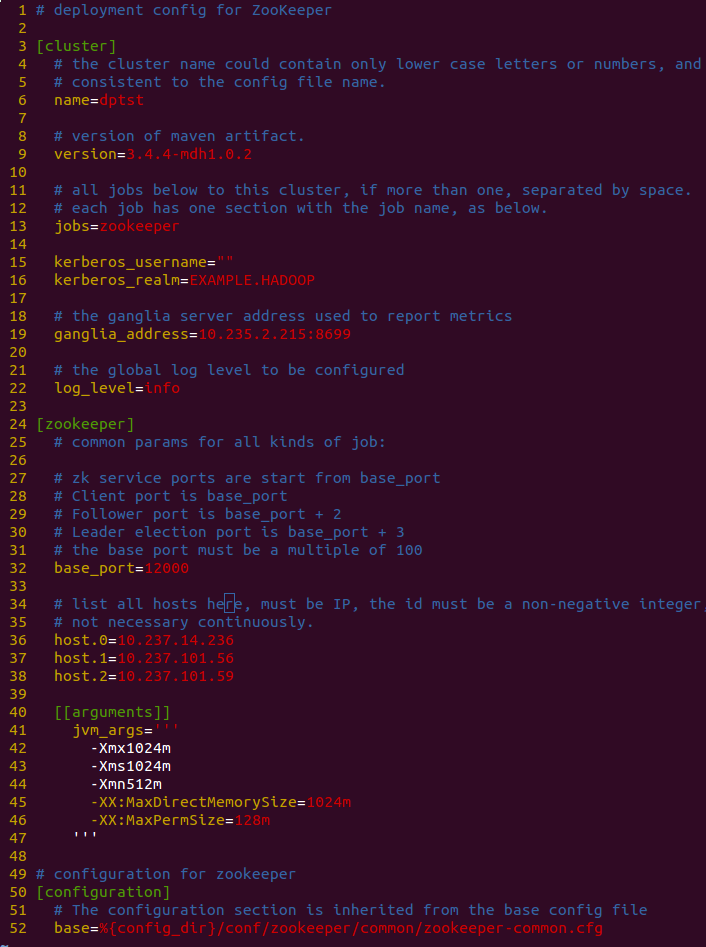 1 # deployment config for ZooKeeper
2
3 [cluster]
4   # the cluster name could contain only lower case letters or numbers, and
5   # consistent to the config file name.
6   name=dptst
7
8   # version of maven artifact.
9   version=3.4.4-mdh1.0.2
10
11   # all jobs below to this cluster, if more than one, separated by space.
12   # each job has one section with the job name, as below.
13   jobs=zookeeper
14
15   kerberos_username=""
16   kerberos_realm=EXAMPLE.HADOOP
17
18   # the ganglia server address used to report metrics
19   ganglia_address=10.235.2.215:8699
20
21   # the global log level to be configured
22   log_level=info
23
24 [zookeeper]
25   # common params for all kinds of job:
26
27   # zk service ports are start from base_port
28   # Client port is base_port
29   # Follower port is base_port + 2
30   # Leader election port is base_port + 3
31   # the base port must be a multiple of 100
32   base_port=12000
33
34   # list all hosts here, must be IP, the id must be a non-negative integer,
35   # not necessary continuously.
36   host.0=10.237.14.236
37   host.1=10.237.101.56
38   host.2=10.237.101.59
39
40   [[arguments]]
41     jvm_args='''
42       -Xmx1024m
43       -Xms1024m
44       -Xmn512m
45       -XX:MaxDirectMemorySize=1024m
46       -XX:MaxPermSize=128m
47     '''
48
49 # configuration for zookeeper
50 [configuration]
51   # The configuration section is inherited from the base config file
52   base=%{config_dir}/conf/zookeeper/common/zookeeper-common.cfg
~